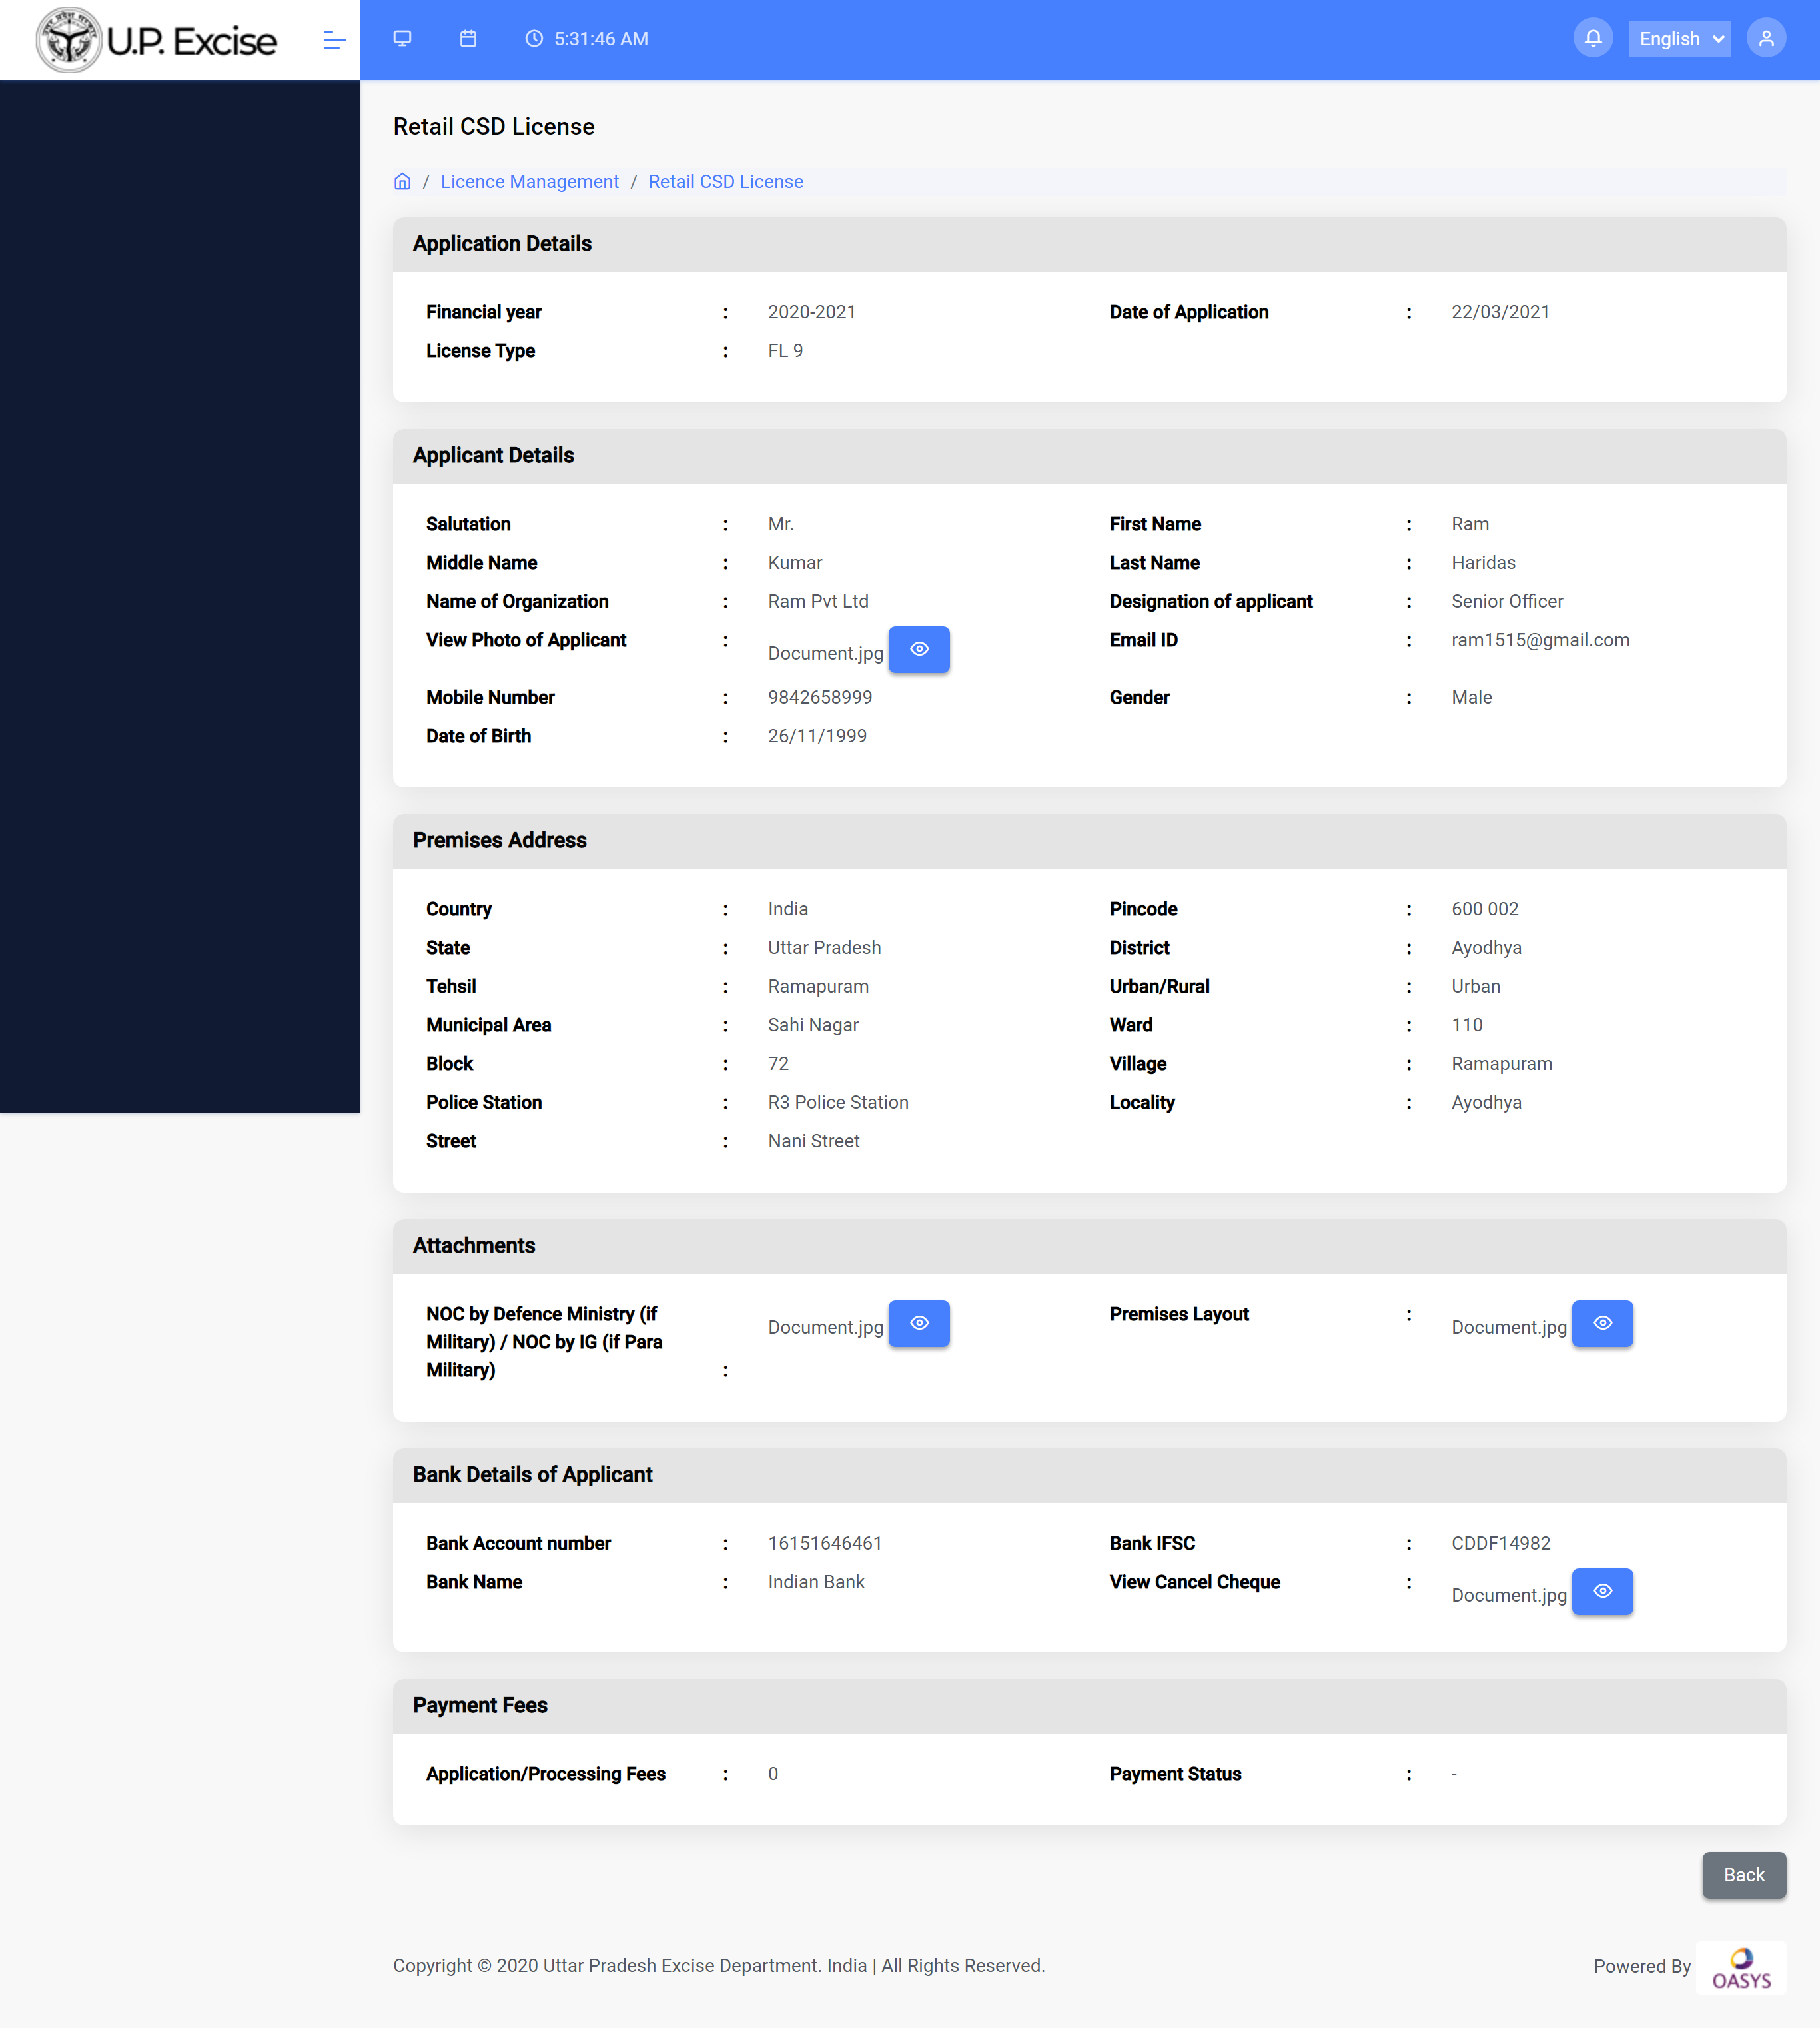 U.P. Excise
5:31:46 AM
English
Retail CSD License
/ Licence Management / Retail CSD License
Application Details
Financial year : 2020-2021 Date of Application : 22/03/2021
License Type : FL 9
Applicant Details
Salutation : Mr. First Name : Ram
Middle Name : Kumar Last Name : Haridas
Name of Organization : Ram Pvt Ltd Designation of applicant : Senior Officer
View Photo of Applicant : Document.jpg Email ID : ram1515@gmail.com
Mobile Number : 9842658999 Gender : Male
Date of Birth : 26/11/1999
Premises Address
Country : India Pincode : 600 002
State : Uttar Pradesh District : Ayodhya
Tehsil : Ramapuram Urban/Rural : Urban
Municipal Area : Sahi Nagar Ward : 110
Block : 72 Village : Ramapuram
Police Station : R3 Police Station Locality : Ayodhya
Street : Nani Street
Attachments
NOC by Defence Ministry (if
Military) / NOC by IG (if Para
Military) : Document.jpg Premises Layout : Document.jpg
Bank Details of Applicant
Bank Account number : 16151646461 Bank IFSC : CDDF14982
Bank Name : Indian Bank View Cancel Cheque : Document.jpg
Payment Fees
Application/Processing Fees : 0 Payment Status : -
Back
Copyright © 2020 Uttar Pradesh Excise Department. India | All Rights Reserved. Powered By OASYS